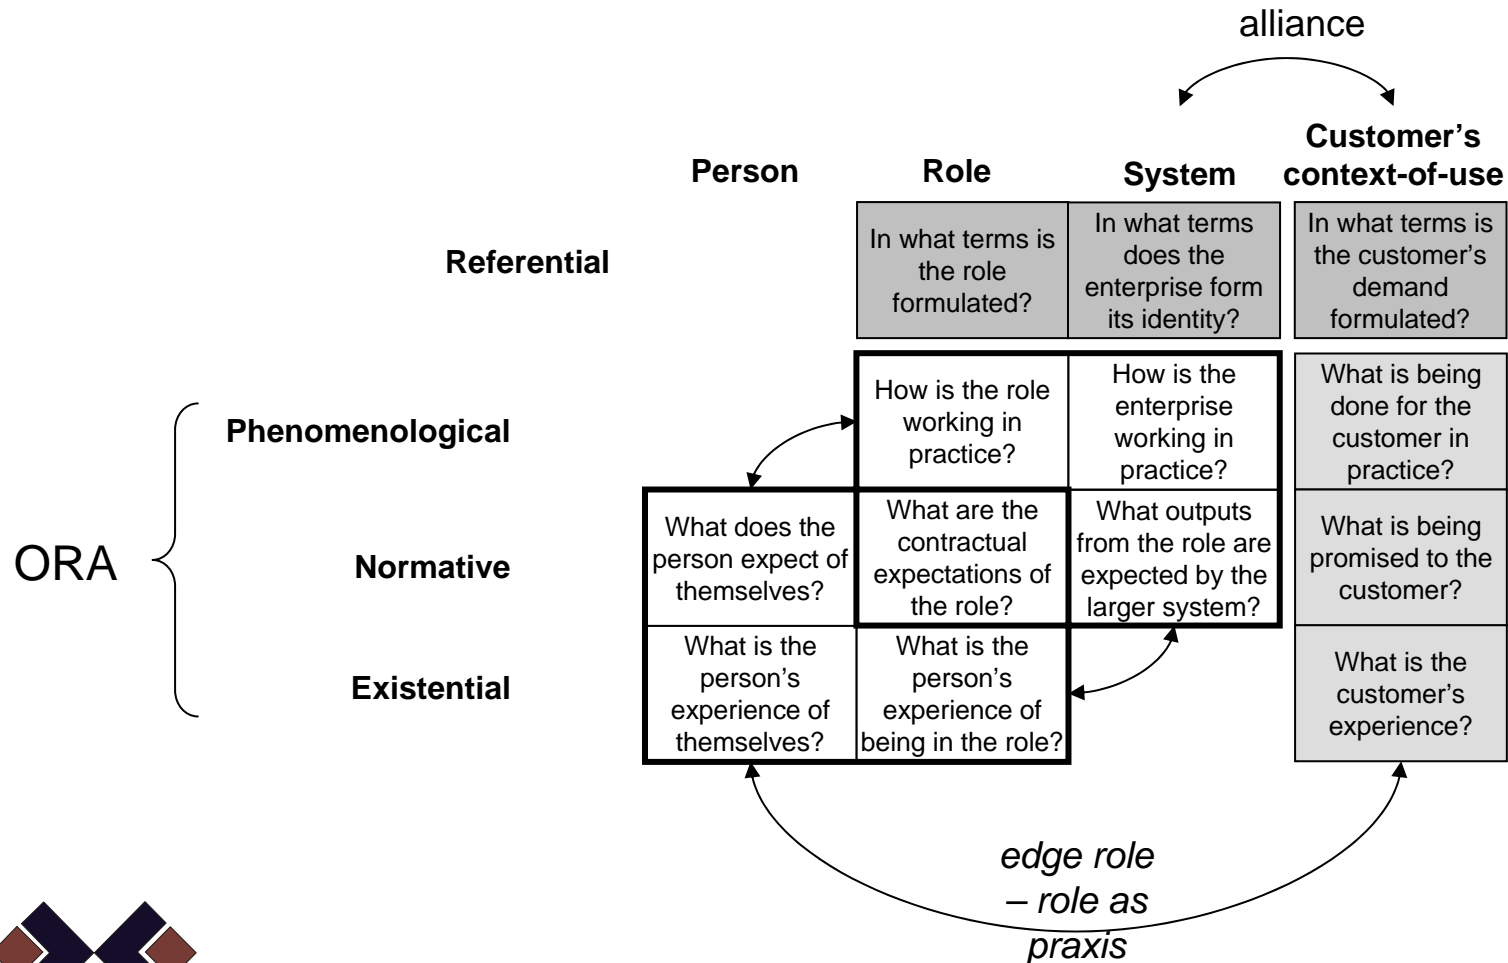 alliance
Person
Role
System
Customer’s
context-of-use
Referential
In what terms is
the role
formulated?
In what terms
does the
enterprise form
its identity?
In what terms is
the customer’s
demand
formulated?
Phenomenological
How is the role
working in
practice?
How is the
enterprise
working in
practice?
What is being
done for the
customer in
practice?
ORA
Normative
What does the
person expect of
themselves?
What are the
contractual
expectations of
the role?
What outputs
from the role are
expected by the
larger system?
What is being
promised to the
customer?
Existential
What is the
person’s
experience of
themselves?
What is the
person’s
experience of
being in the role?
What is the
customer’s
experience?
edge role
– role as
praxis